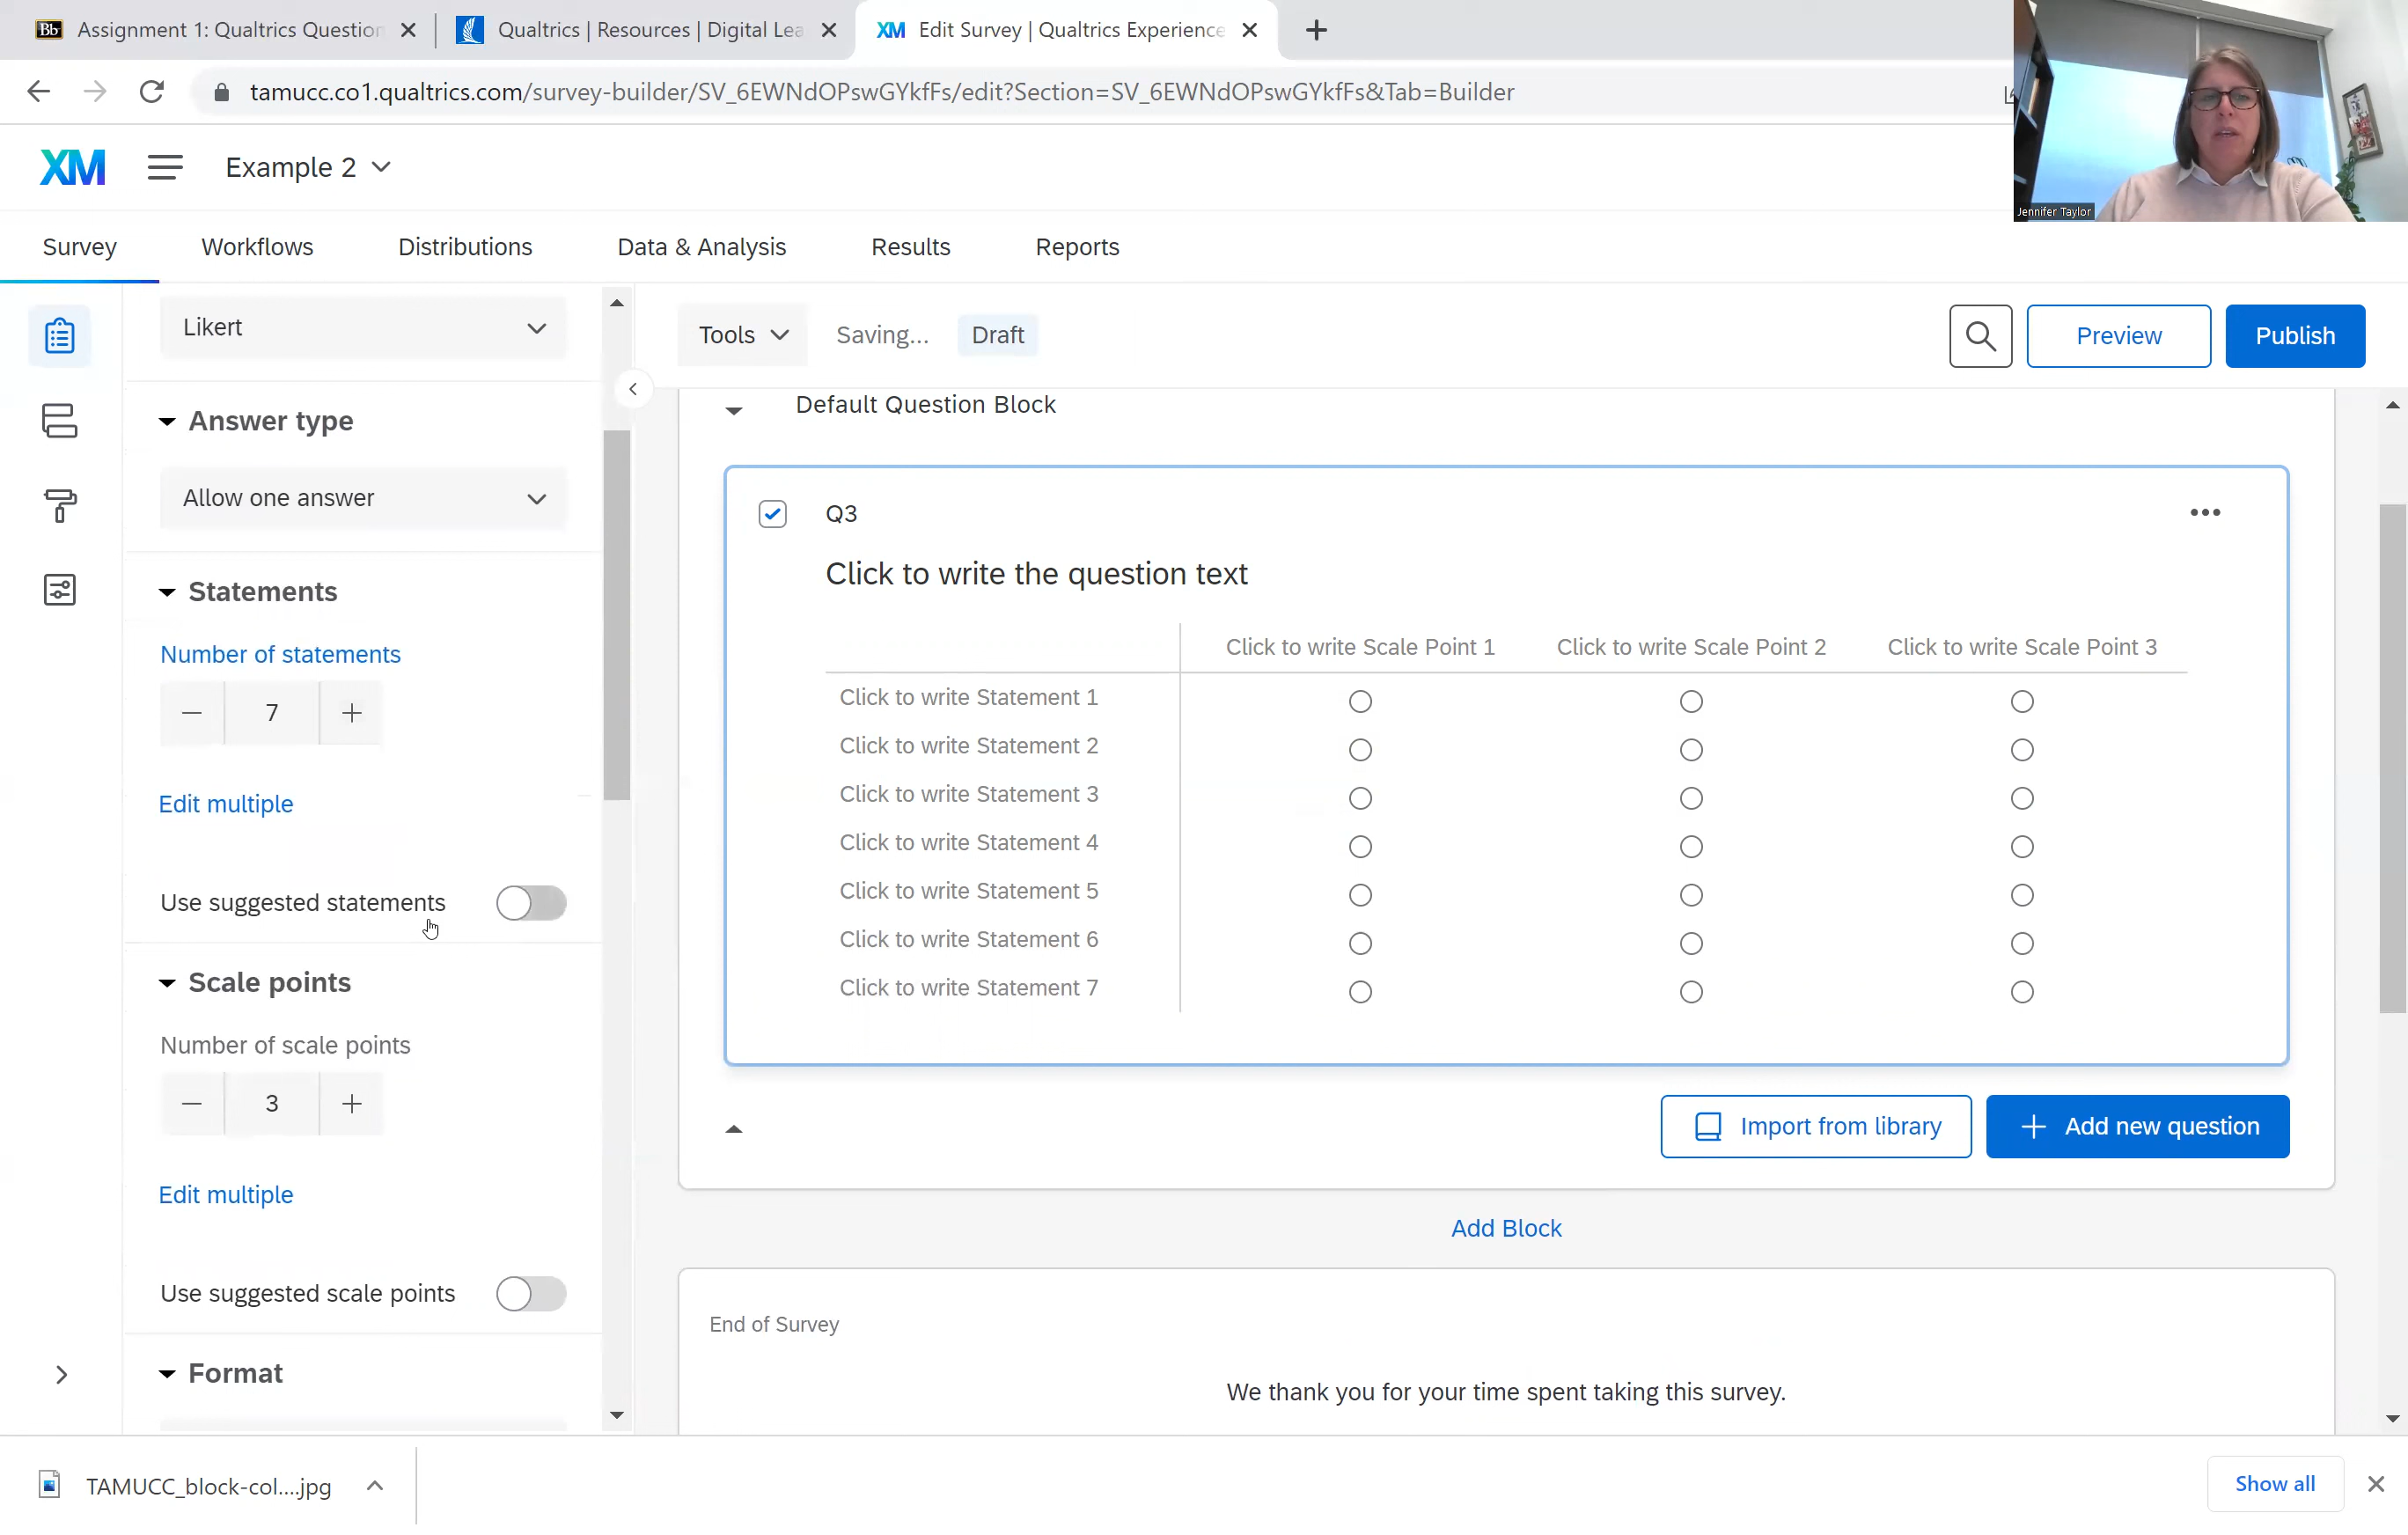 Bb Assignment 1: Qualtrics Question
Qualtrics | Resources | Digital Lea
XM Edit Survey | Qualtrics Experience
tamucc.co1.qualtrics.com/survey-builder/SV_6EWNdOPswGYkfFs/edit?Section=SV_6EWNdOPswGYkfFs&Tab=Builder
XM Example 2
Jennifer Taylor
Survey Workflows Distributions Data & Analysis Results Reports
Likert
Answer type
Allow one answer
Statements
Number of statements
7
Edit multiple
Use suggested statements
Scale points
Number of scale points
3
Edit multiple
Use suggested scale points
Format
Tools Saving... Draft Preview Publish
Default Question Block
Q3
Click to write the question text
Click to write Scale Point 1 Click to write Scale Point 2 Click to write Scale Point 3
Click to write Statement 1
Click to write Statement 2
Click to write Statement 3
Click to write Statement 4
Click to write Statement 5
Click to write Statement 6
Click to write Statement 7
Import from library Add new question
Add Block
End of Survey
We thank you for your time spent taking this survey.
TAMUCC_block-col....jpg Show all